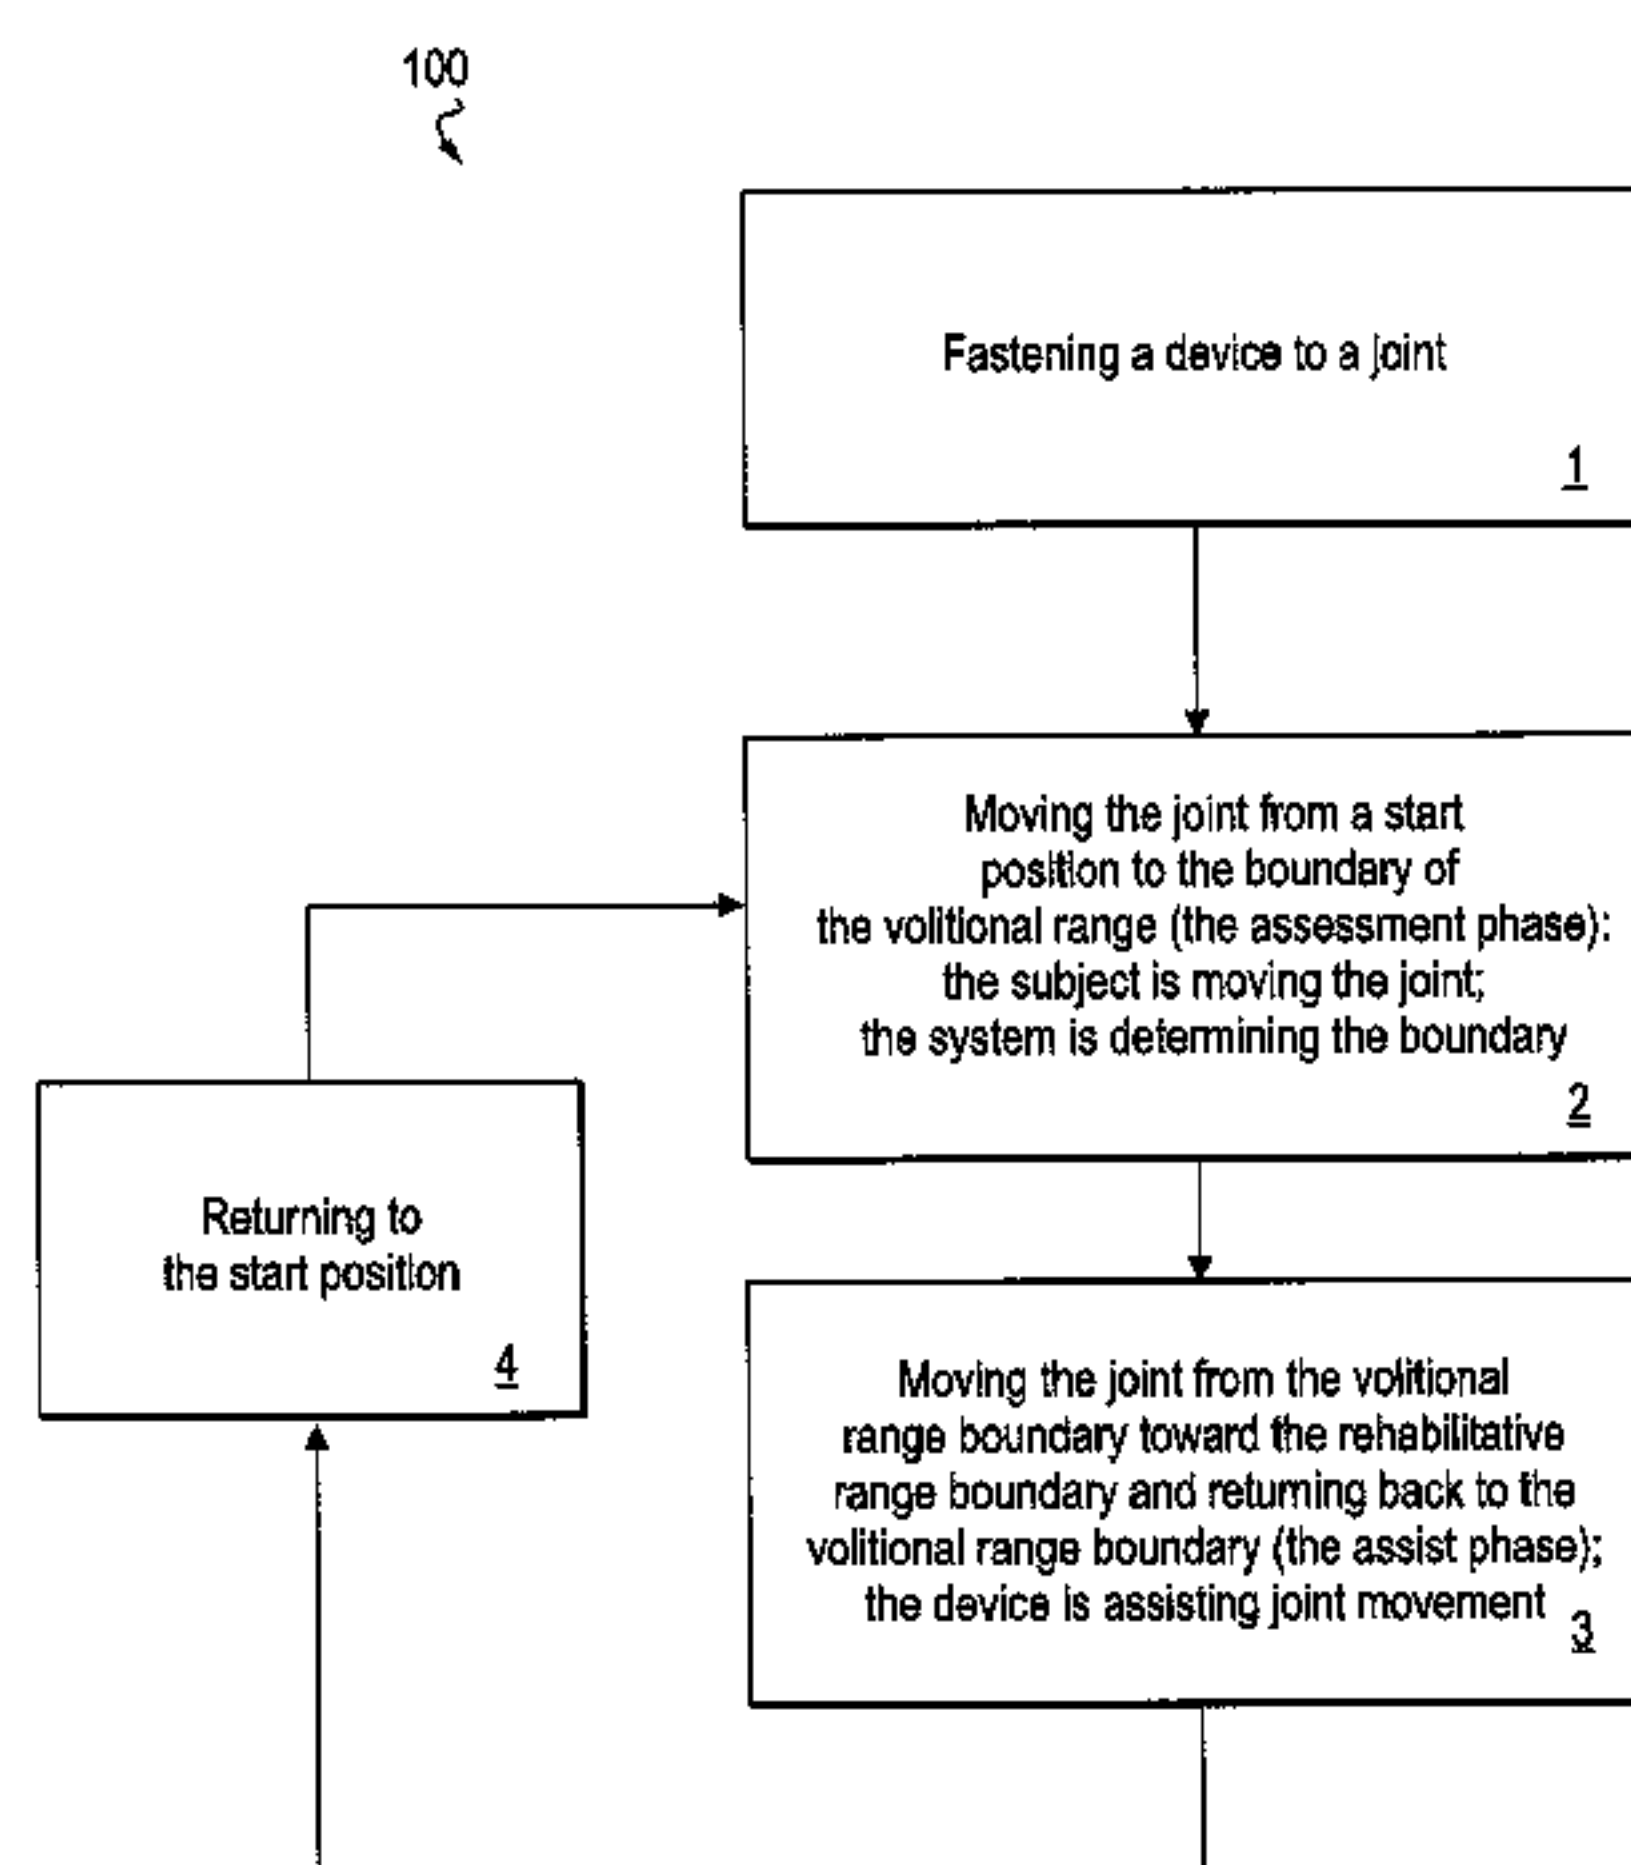 100
Fastening a device to a joint
1
Moving the joint from a start
position to the boundary of
the volitional range (the assessment phase):
the subject is moving the joint;
the system is determining the boundary
2
Returning to
the start position
4
Moving the joint from the volitional
range boundary toward the rehabilitative
range boundary and returning back to the
volitional range boundary (the assist phase);
the device is assisting joint movement
3